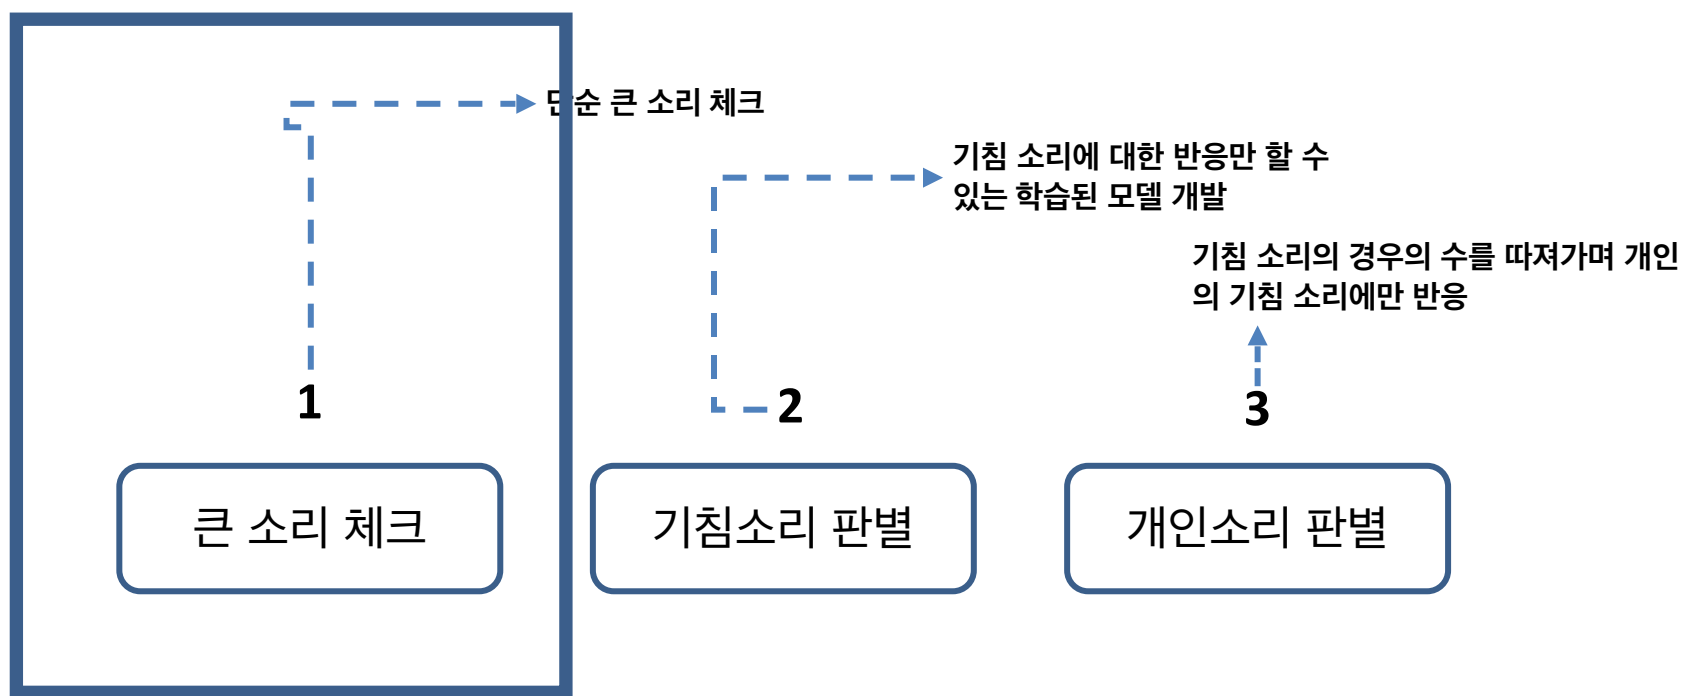 단순 큰 소리 체크
기침 소리에 대한 반응만 할 수
있는 학습된 모델 개발
기침 소리의 경우의 수를 따져가며 개인
의 기침 소리에만 반응
1
2
3
큰 소리 체크
기침소리 판별
개인소리 판별